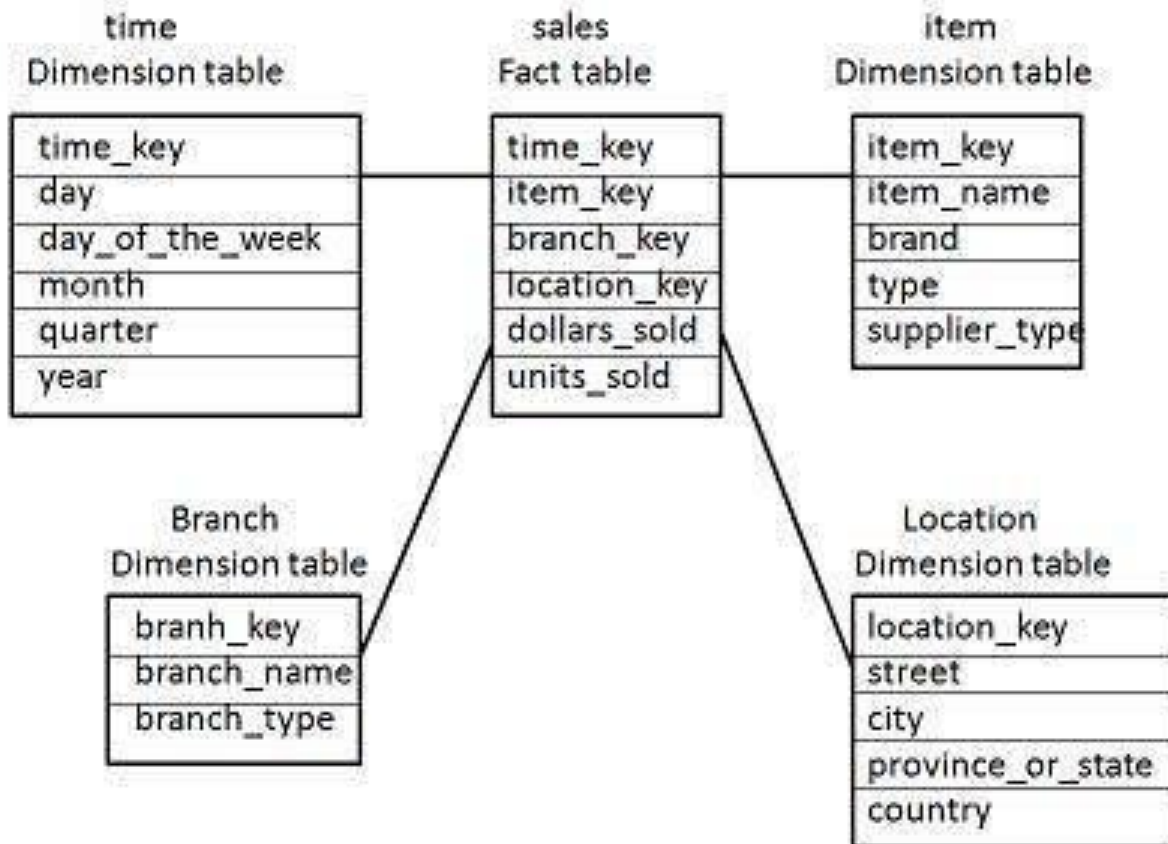 time
Dimension table
time_key
day
day_of_the_week
month
quarter
year
sales
Fact table
time_key
item_key
branch_key
location_key
dollars_sold
units_sold
item
Dimension table
item_key
item_name
brand
type
supplier_type
Branch
Dimension table
branh_key
branch_name
branch_type
Location
Dimension table
location_key
street
city
province_or_state
country